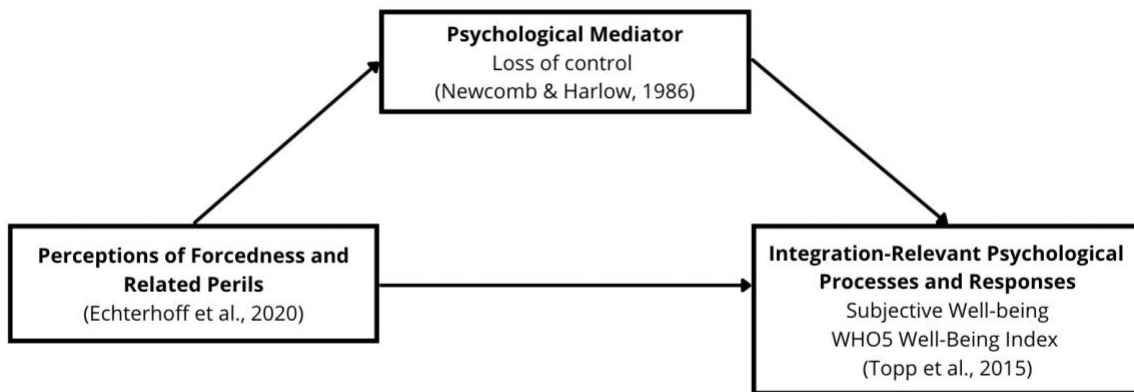 Psychological Mediator
Loss of control
(Newcomb & Harlow, 1986)
Perceptions of Forcedness and
Related Perils
(Echterhoff et al., 2020)
Integration-Relevant Psychological
Processes and Responses
Subjective Well-being
WHO5 Well-Being Index
(Topp et al., 2015)